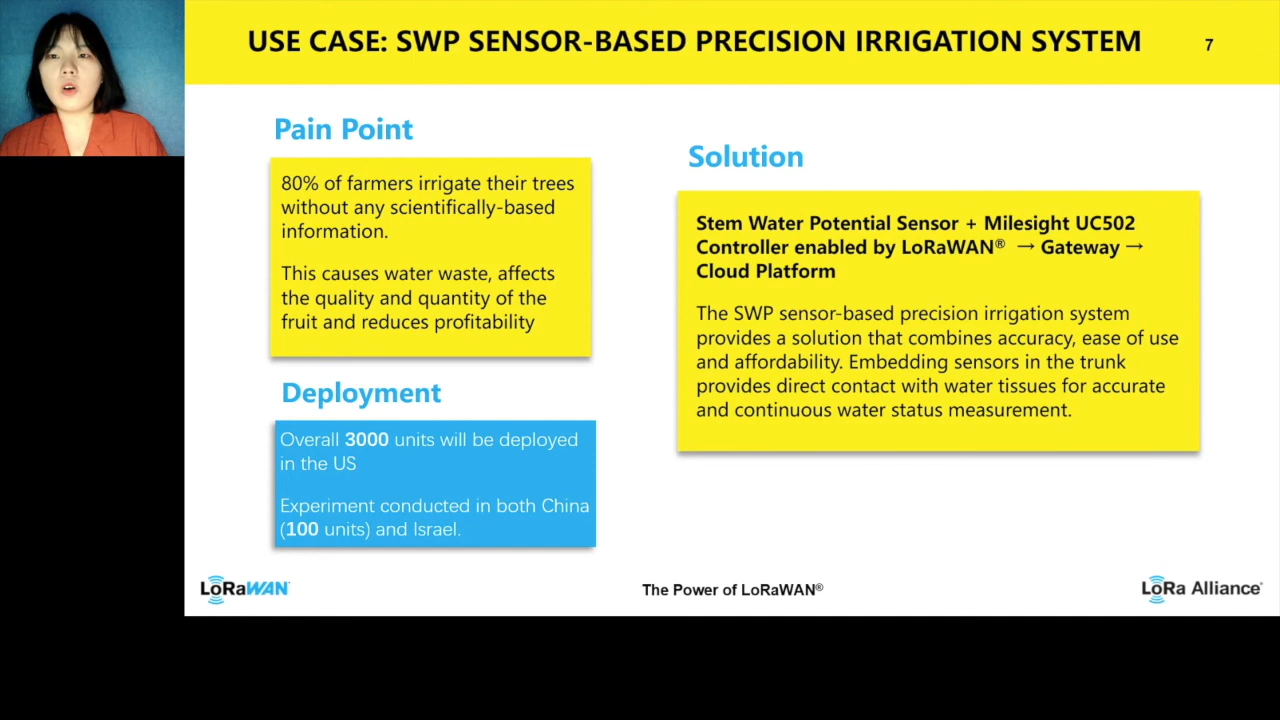 USE CASE: SWP SENSOR-BASED PRECISION IRRIGATION SYSTEM
7
Pain Point
80% of farmers irrigate their trees
without any scientifically-based
information.
This causes water waste, affects
the quality and quantity of the
fruit and reduces profitability
Deployment
Overall 3000 units will be deployed
in the US
Experiment conducted in both China
(100 units) and Israel.
Solution
Stem Water Potential Sensor + Milesight UC502
Controller enabled by LoRaWAN® → Gateway →
Cloud Platform
The SWP sensor-based precision irrigation system
provides a solution that combines accuracy, ease of use
and affordability. Embedding sensors in the trunk
provides direct contact with water tissues for accurate
and continuous water status measurement.
LoRaWAN
The Power of LoRaWAN®
LoRa Alliance®